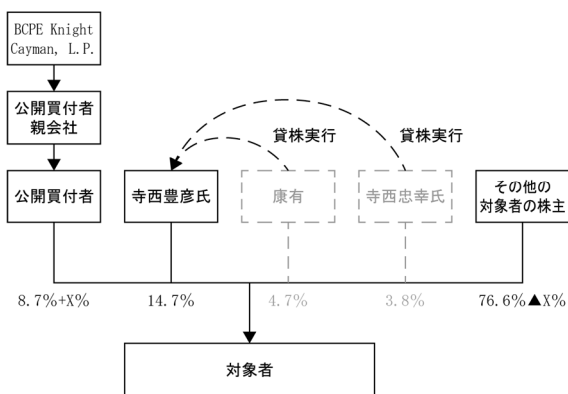 BCPE Knight
Cayman, L.P.
公開買付者
親会社
貸株実行
貸株実行
公開買付者
寺西豊彦氏
康有
寺西忠幸氏
その他の
対象者の株主
8.7%+X%
14.7%
4.7%
3.8%
76.6%▲X%
対象者